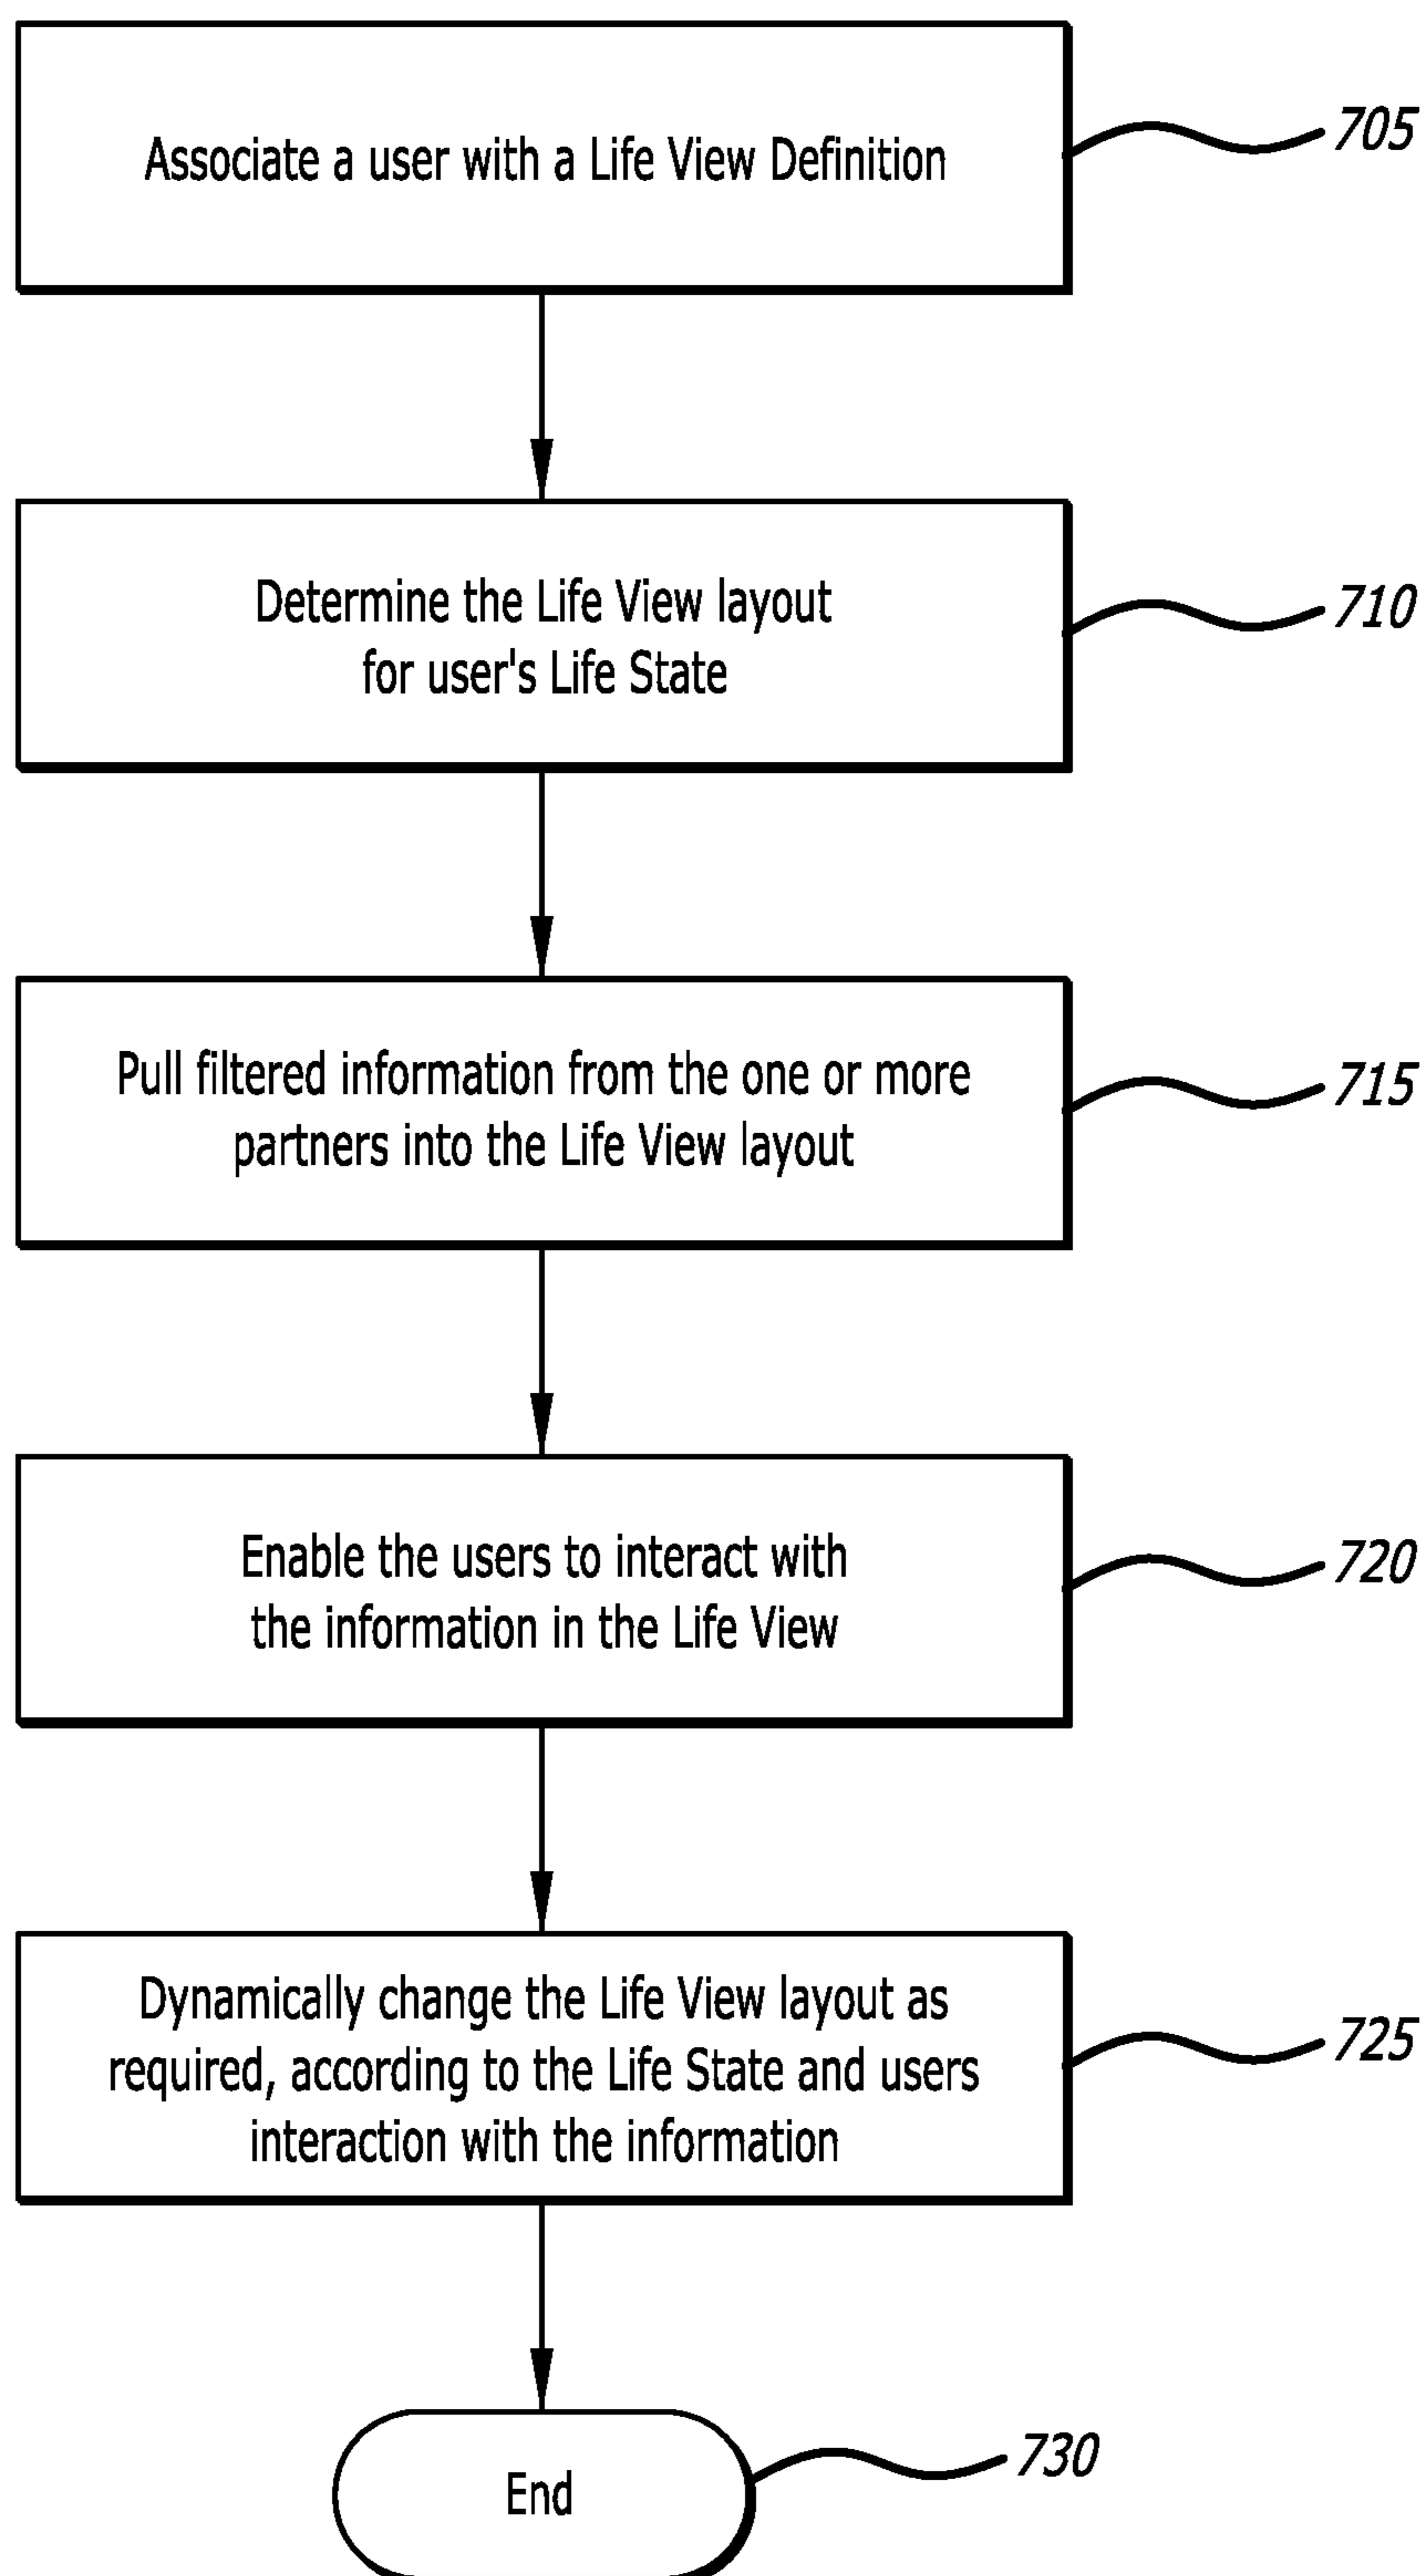 Associate a user with a Life View Definition
705
Determine the Life View layout
for user's Life State
710
Pull filtered information from the one or more
partners into the Life View layout
715
Enable the users to interact with
the information in the Life View
720
Dynamically change the Life View layout as
required, according to the Life State and users
interaction with the information
725
End
730